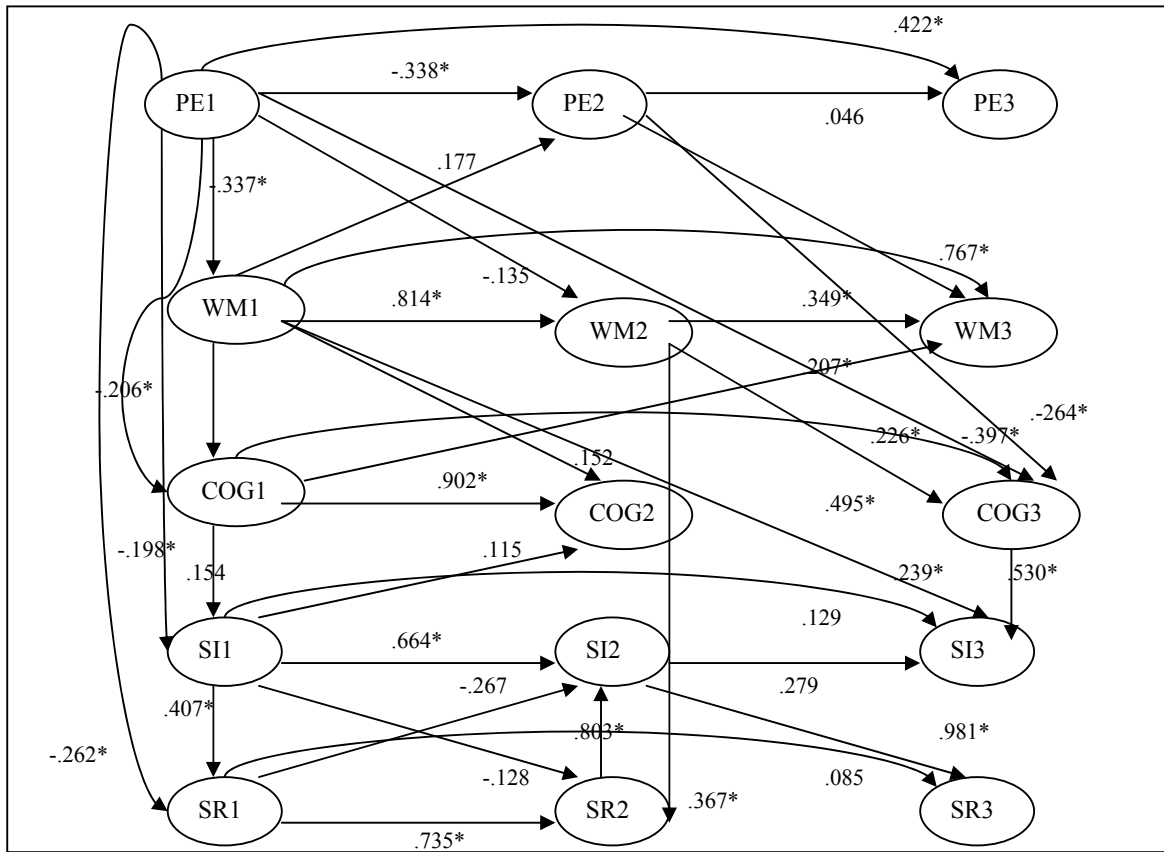 .422*
-.338*
PE1
PE2
PE3
.046
.177
-.337*
.767*
-.135
.814*
.349*
WM1
WM2
WM3
.207*
-.206*
.-264*
.226*
-.397*
.152
.902*
COG1
COG2
COG3
.495*
-.198*
.115
.154
.239*
.530*
.129
.664*
SI1
SI2
SI3
-.267
.279
.407*
.803*
.981*
-.262*
-.128
.085
SR1
SR2
.367*
SR3
.735*